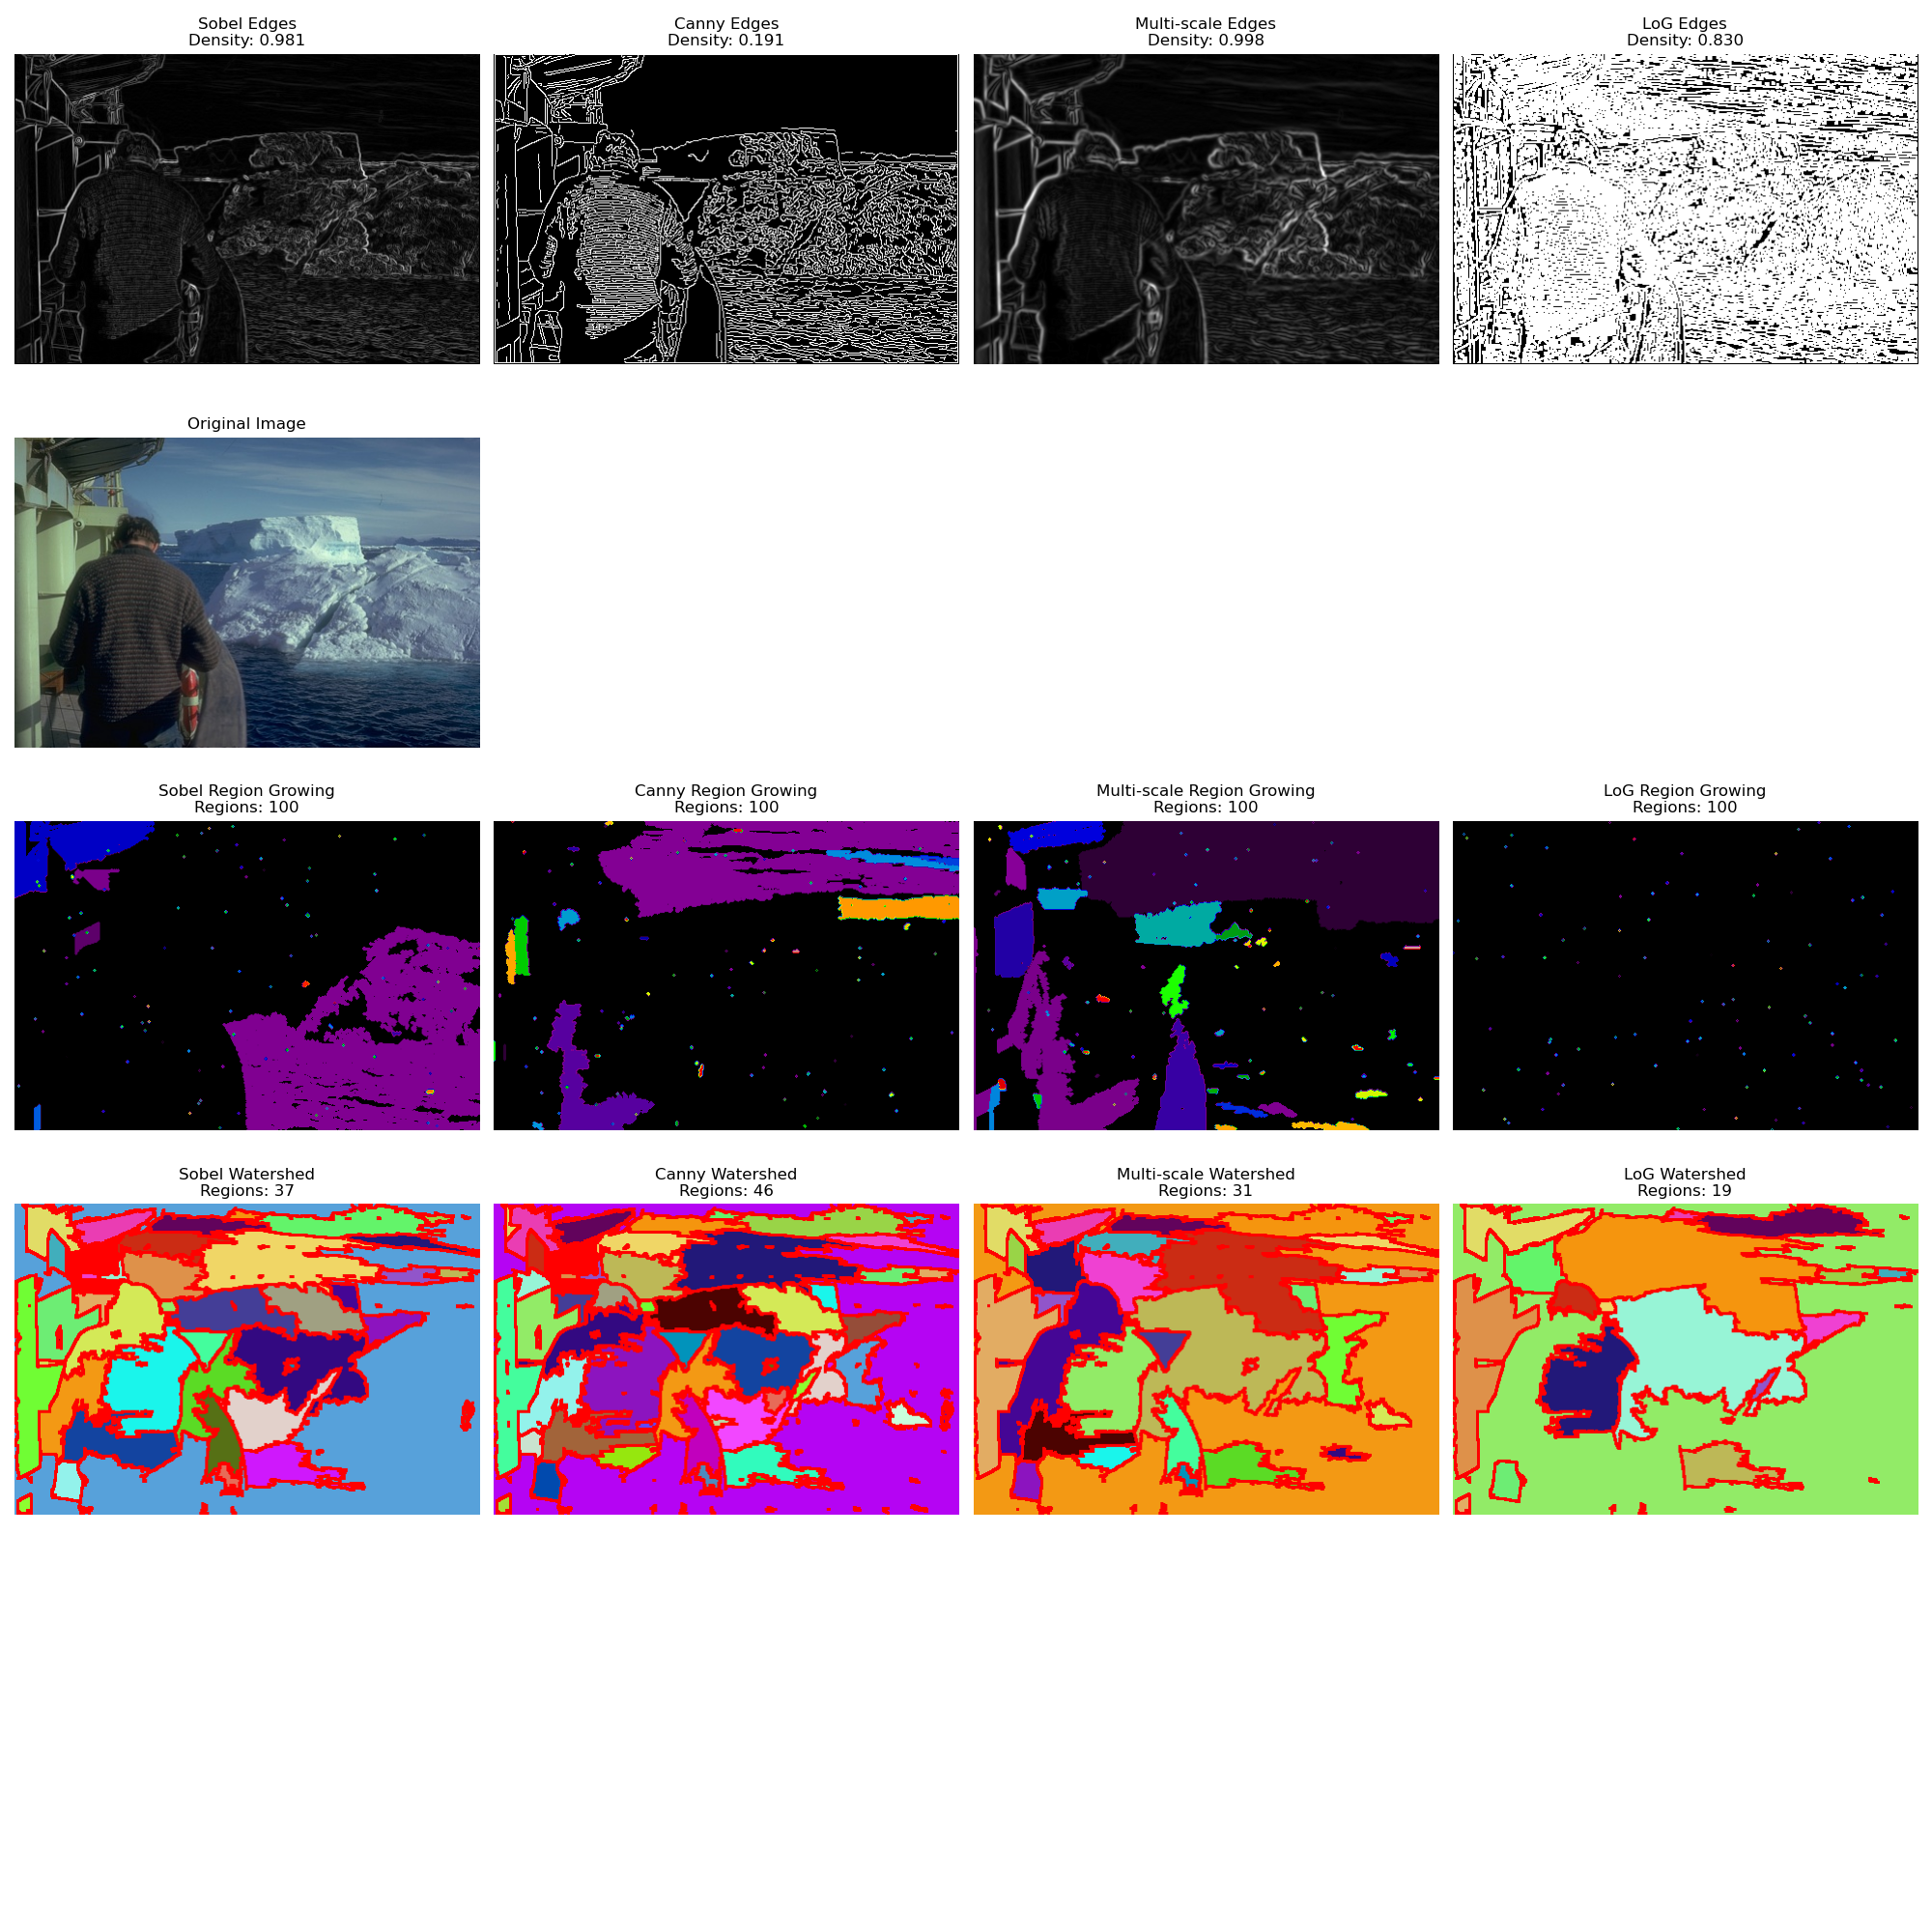 Sobel Edges
Density: 0.981
Canny Edges
Density: 0.191
Multi-scale Edges
Density: 0.998
LoG Edges
Density: 0.830
Original Image
Sobel Region Growing
Regions: 100
Canny Region Growing
Regions: 100
Multi-scale Region Growing
Regions: 100
LoG Region Growing
Regions: 100
Sobel Watershed
Regions: 37
Canny Watershed
Regions: 46
Multi-scale Watershed
Regions: 31
LoG Watershed
Regions: 19